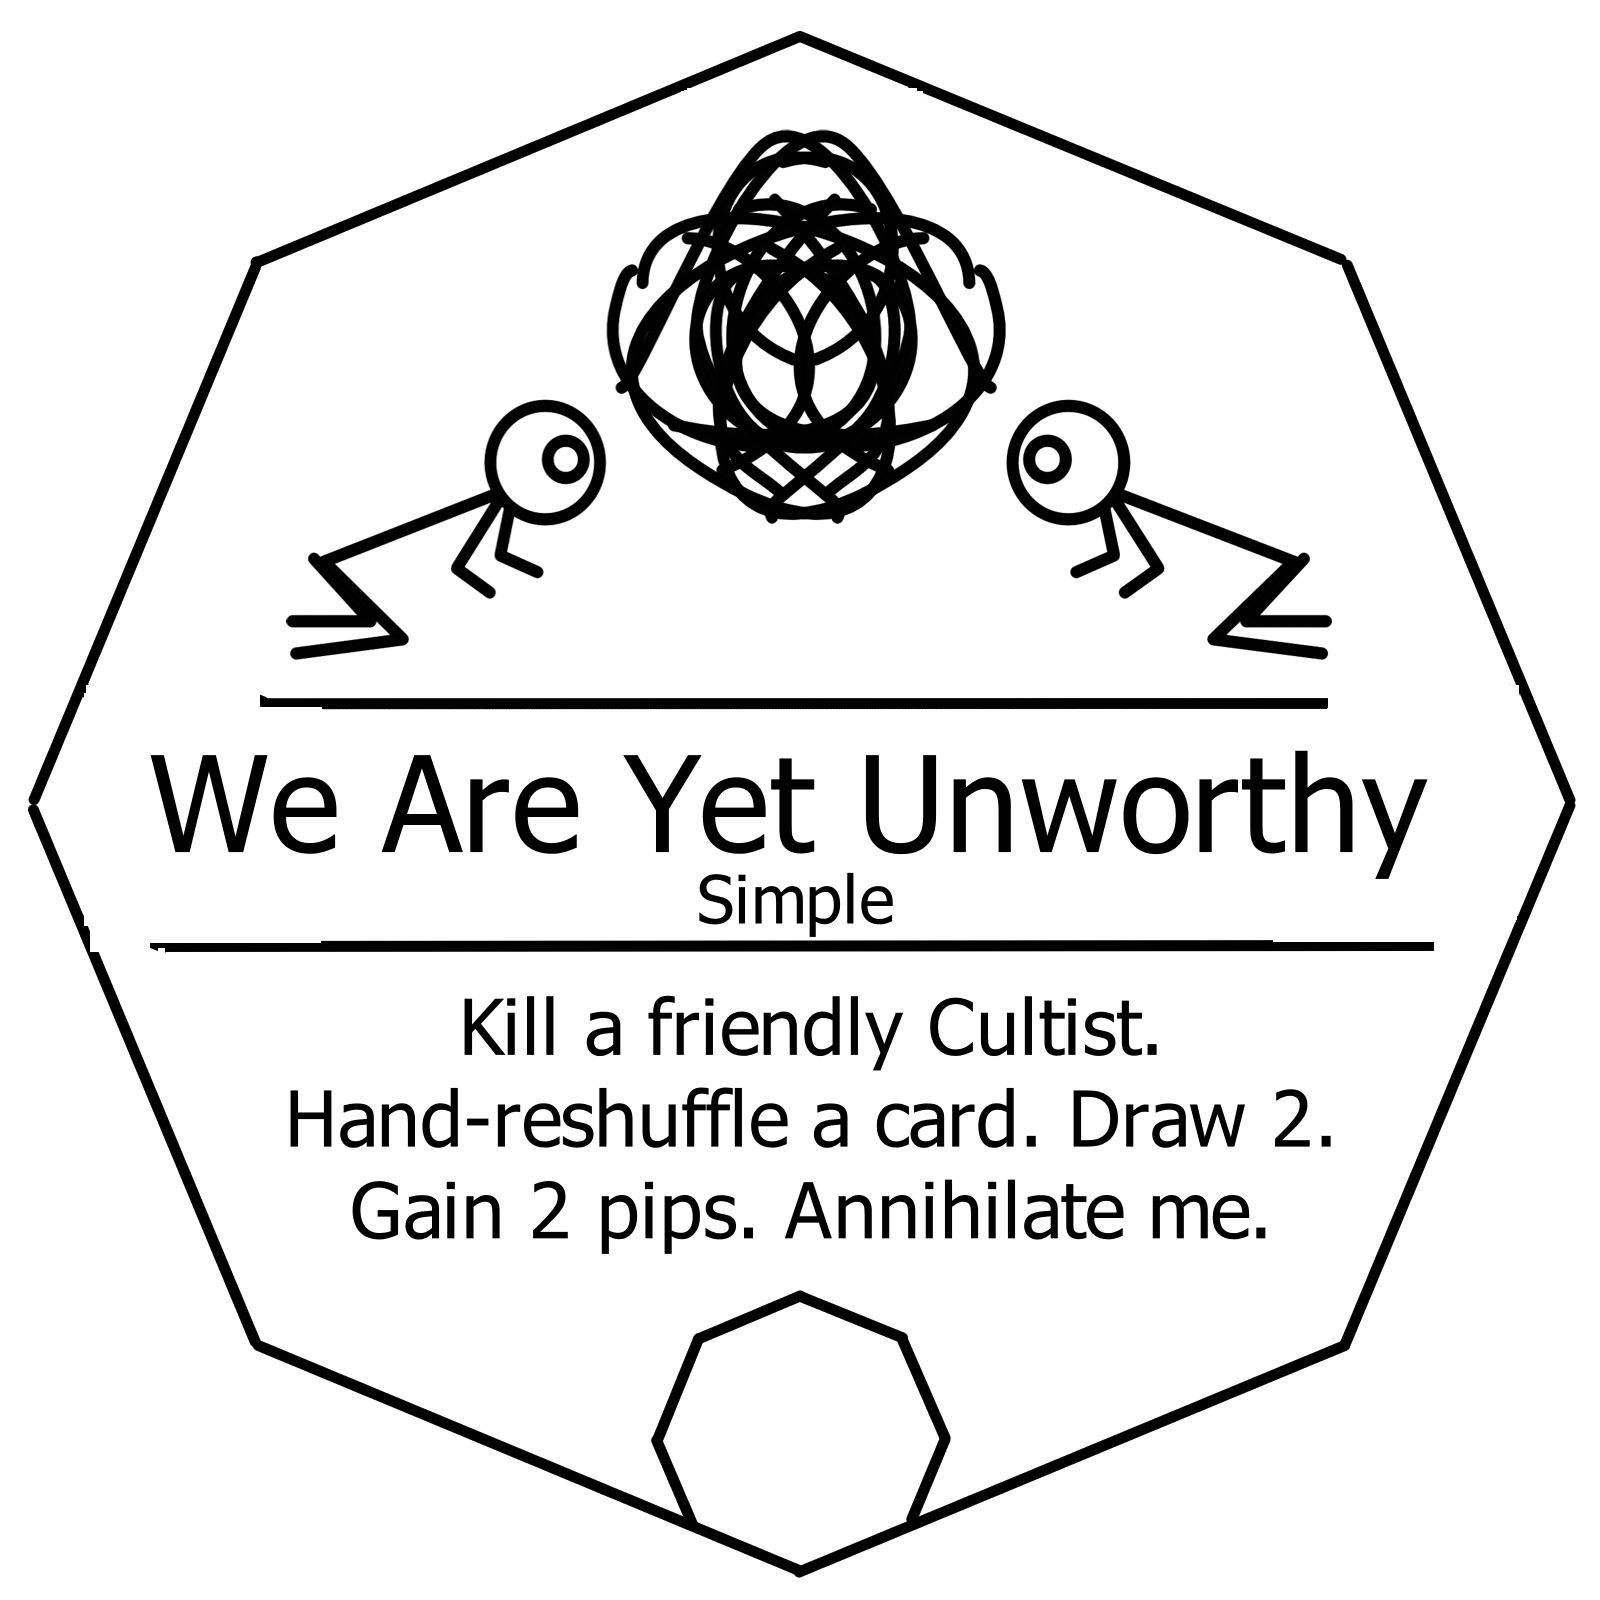 We Are Yet Unworthy
Simple
Kill a friendly Cultist.
Hand-reshuffle a card. Draw 2.
Gain 2 pips. Annihilate me.